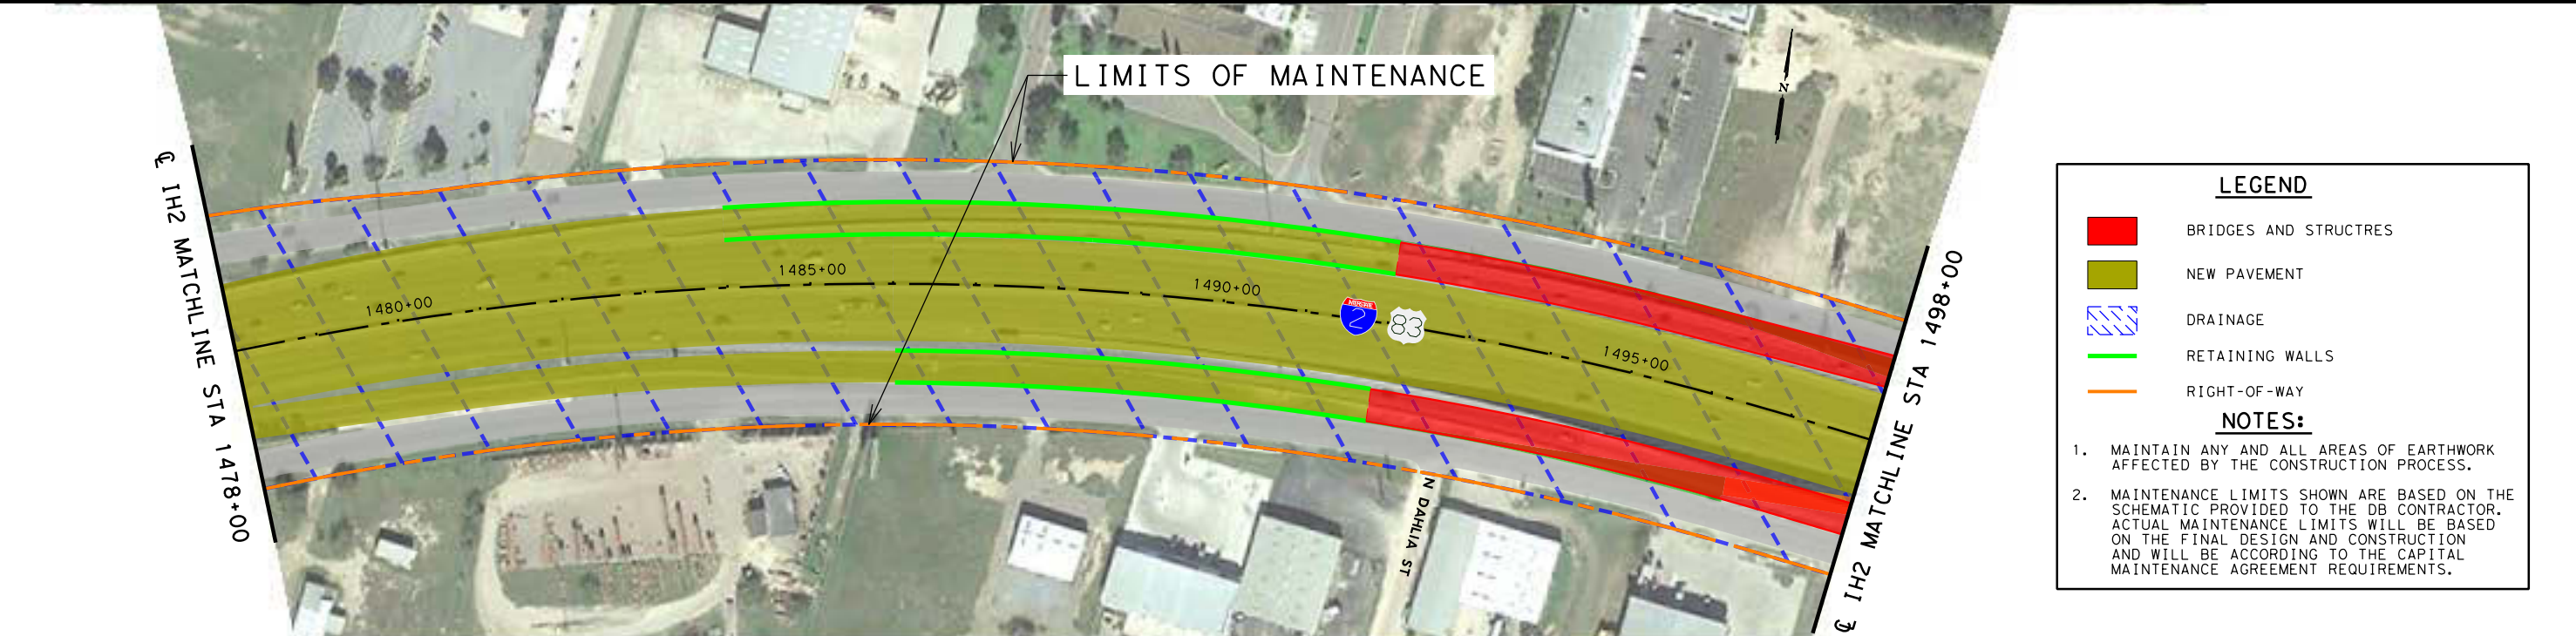 LIMITS OF MAINTENANCE
℄ IH2 MATCHLINE STA 1478+00
1480+00
1485+00
1490+00
1495+00
INTERSTATE
2
83
N
N DAHLIA ST
℄ IH2 MATCHLINE STA 1498+00
LEGEND
BRIDGES AND STRUCTRES
NEW PAVEMENT
DRAINAGE
RETAINING WALLS
RIGHT-OF-WAY
NOTES:
1. MAINTAIN ANY AND ALL AREAS OF EARTHWORK
AFFECTED BY THE CONSTRUCTION PROCESS.
2. MAINTENANCE LIMITS SHOWN ARE BASED ON THE
SCHEMATIC PROVIDED TO THE DB CONTRACTOR.
ACTUAL MAINTENANCE LIMITS WILL BE BASED
ON THE FINAL DESIGN AND CONSTRUCTION
AND WILL BE ACCORDING TO THE CAPITAL
MAINTENANCE AGREEMENT REQUIREMENTS.